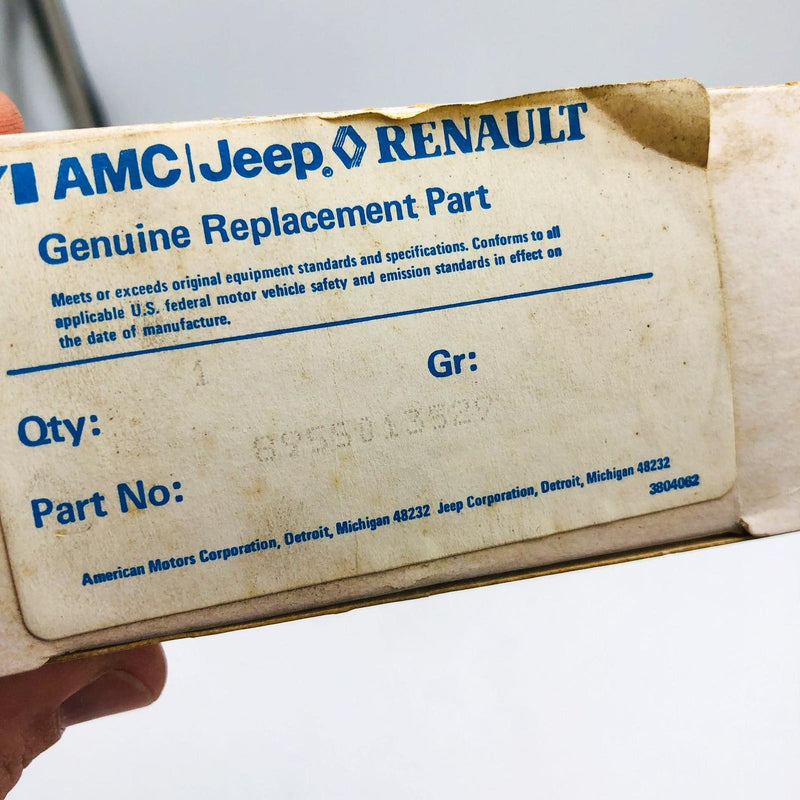 AMC|Jeep® RENAULT
Genuine Replacement Part
Meets or exceeds original equipment standards and specifications. Conforms to all
applicable U.S. federal motor vehicle safety and emission standards in effect on
the date of manufacture.
Qty: 1 Gr:
Part No: 8955013520
American Motors Corporation, Detroit, Michigan 48232 Jeep Corporation, Detroit, Michigan 48232
3804062